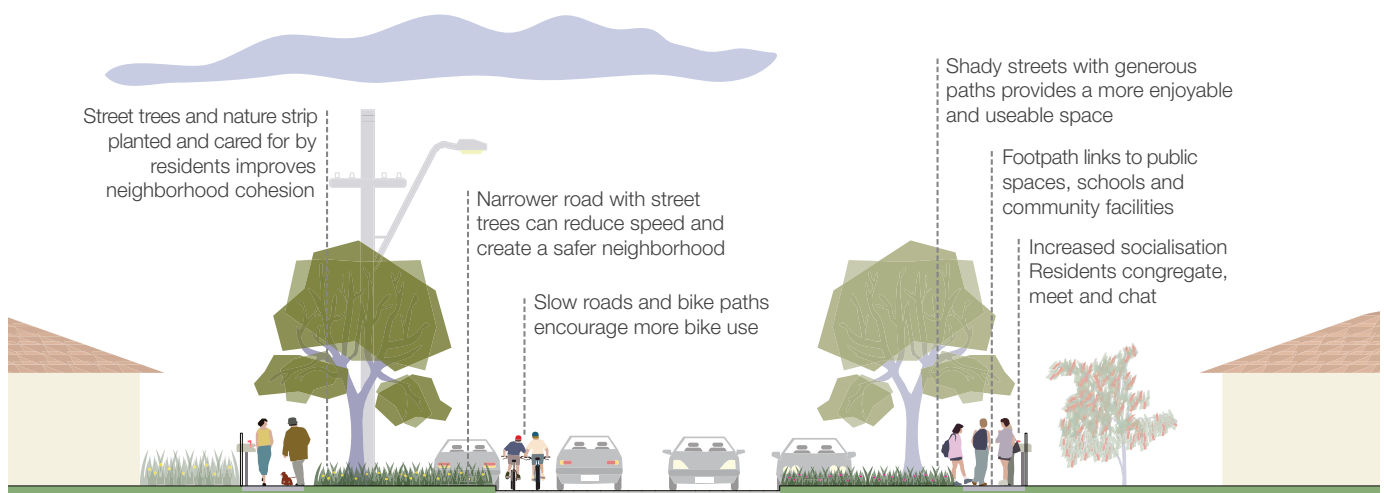 Street trees and nature strip
planted and cared for by
residents improves
neighborhood cohesion
Narrower road with street
trees can reduce speed and
create a safer neighborhood
Slow roads and bike paths
encourage more bike use
Shady streets with generous
paths provides a more enjoyable
and useable space
Footpath links to public
spaces, schools and
community facilities
Increased socialisation
Residents congregate,
meet and chat